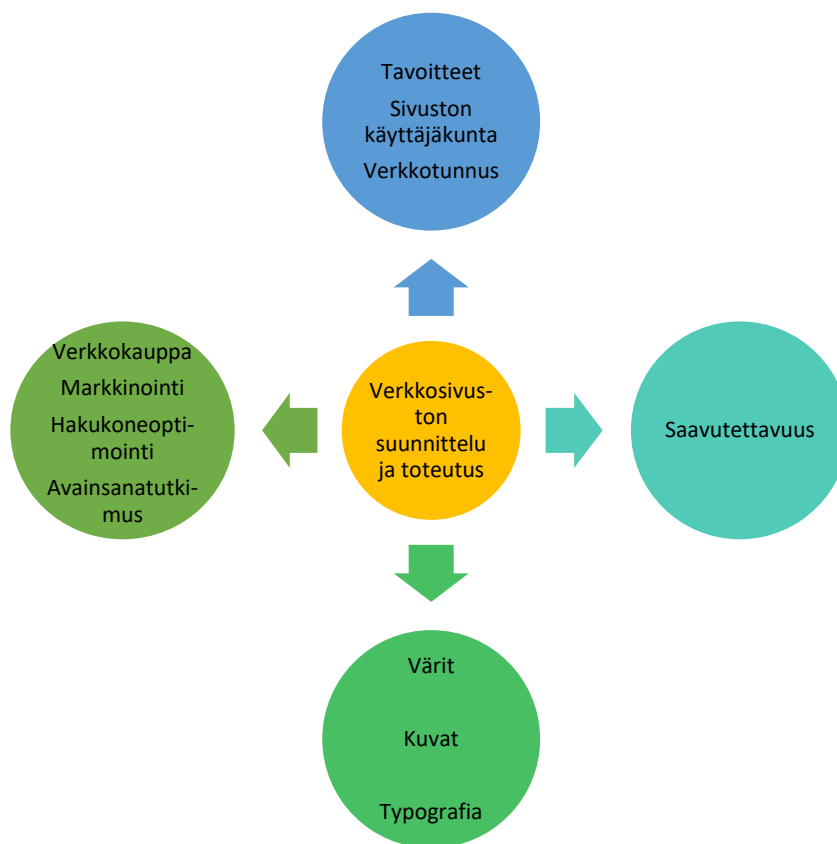 Tavoitteet
Sivuston
käyttäjäkunta
Verkkotunnus
Verkkokauppa
Markkinointi
Hakukoneopti-
mointi
Avainsanatutki-
mus
Verkkosivus-
ton
suunnittelu
ja toteutus
Saavutettavuus
Värit
Kuvat
Typografia